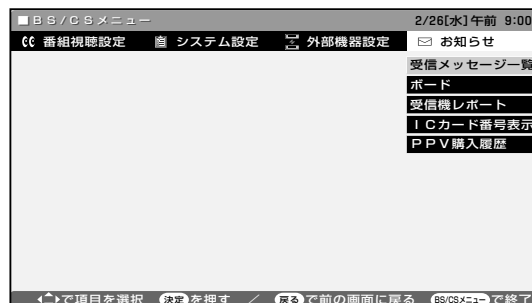 ■BS/CSメニュー 2/26[水]午前 9:00
番組視聴設定 システム設定 外部機器設定 お知らせ
受信メッセージ一覧
ボード
受信機レポート
ICカード番号表示
PPV購入履歴
で項目を選択 決定を押す / 戻るで前の画面に戻る BS/CSメニューで終了